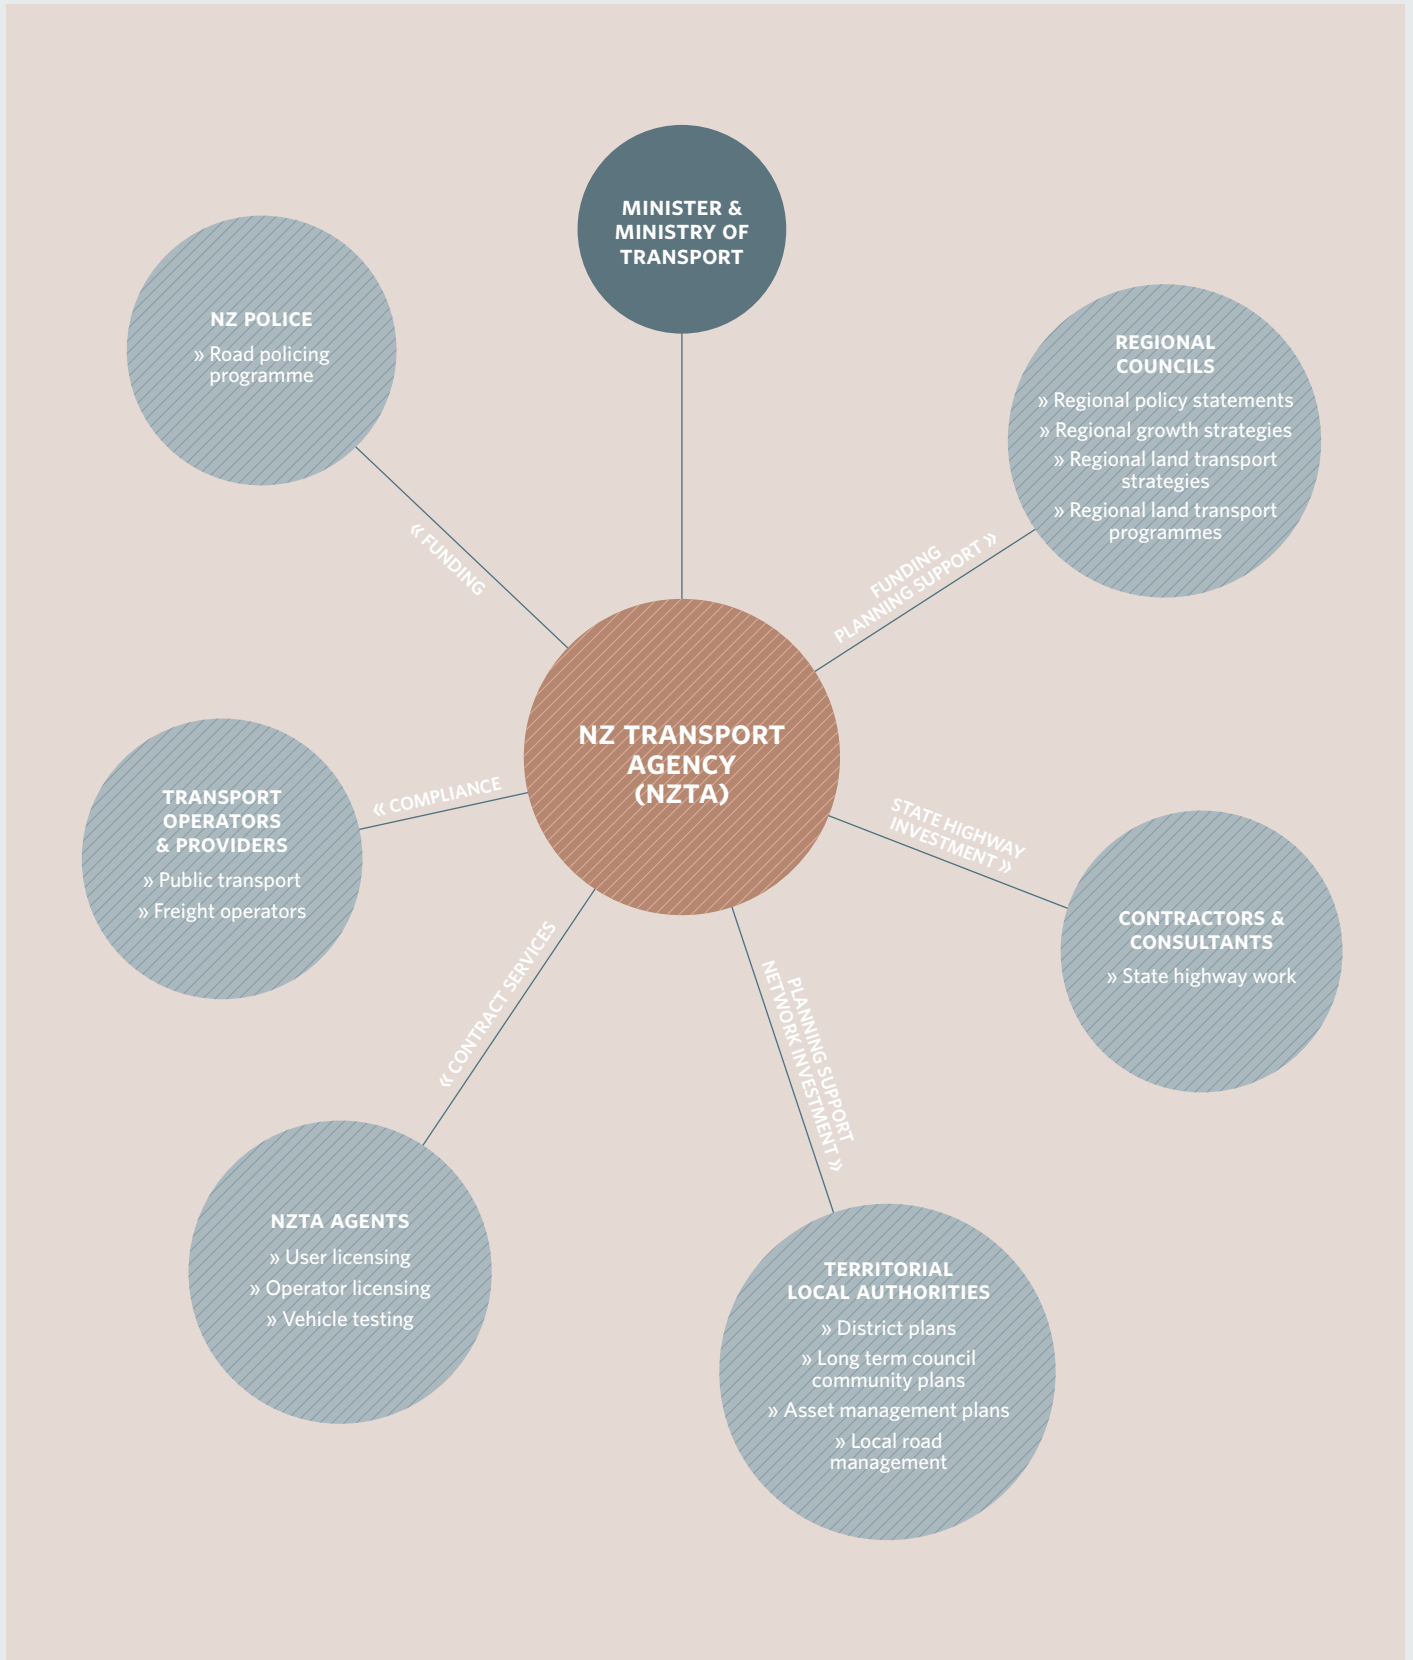 MINISTER &
MINISTRY OF
TRANSPORT
NZ POLICE
» Road policing
programme
REGIONAL
COUNCILS
» Regional policy statements
» Regional growth strategies
» Regional land transport
strategies
» Regional land transport
programmes
« FUNDING
FUNDING
PLANNING SUPPORT »
NZ TRANSPORT
AGENCY
(NZTA)
TRANSPORT
OPERATORS
& PROVIDERS
» Public transport
» Freight operators
« COMPLIANCE
STATE HIGHWAY
INVESTMENT »
CONTRACTORS &
CONSULTANTS
» State highway work
« CONTRACT SERVICES
PLANNING SUPPORT
NETWORK INVESTMENT »
NZTA AGENTS
» User licensing
» Operator licensing
» Vehicle testing
TERRITORIAL
LOCAL AUTHORITIES
» District plans
» Long term council
community plans
» Asset management plans
» Local road
management